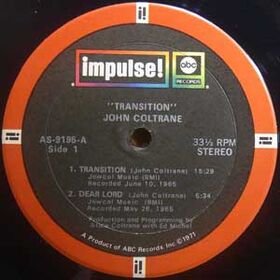 i!
impulse!
abc
RECORDS
"TRANSITION"
JOHN COLTRANE
AS-9195-A
Side 1
33⅓ RPM
STEREO
1. TRANSITION (John Coltrane) 15:29
Jowcol Music (BMI)
Recorded June 10, 1965
2. DEAR LORD (John Coltrane) 5:34
Jowcol Music (BMI)
Recorded May 26, 1965
Production and Programming by
Alice Coltrane with Ed Michel
A Product of ABC Records, Inc. ©1971
i!
i!
i!